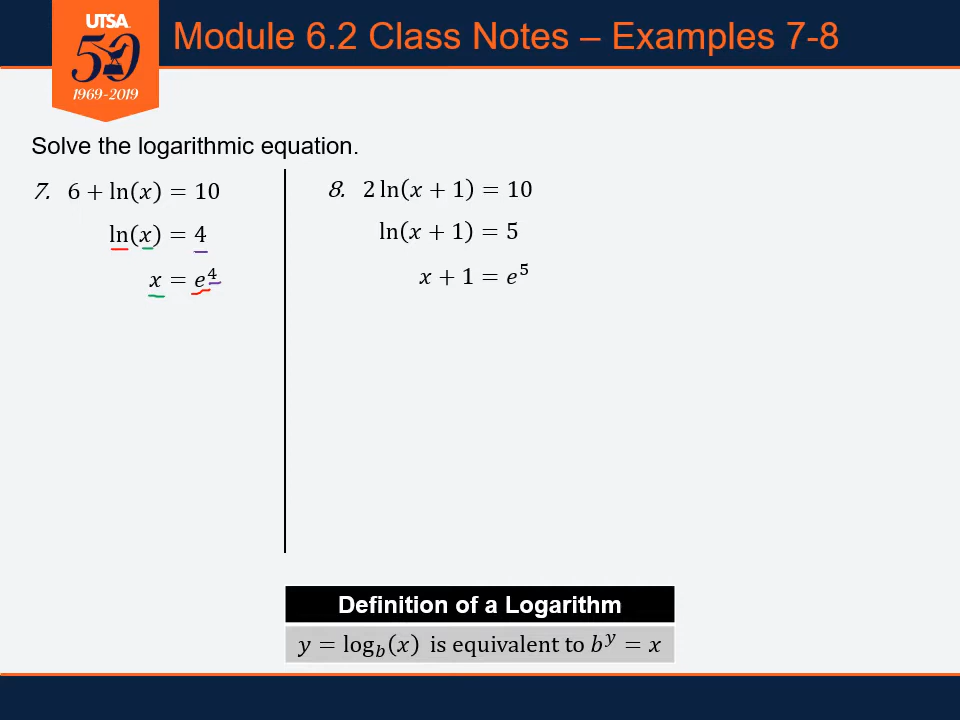 UTSA
50
1969-2019
Module 6.2 Class Notes – Examples 7-8
Solve the logarithmic equation.
7. 6 + ln(x) = 10
ln(x) = 4
x = e⁴
8. 2 ln(x + 1) = 10
ln(x + 1) = 5
x + 1 = e⁵
Definition of a Logarithm
y = log_b(x) is equivalent to b^y = x